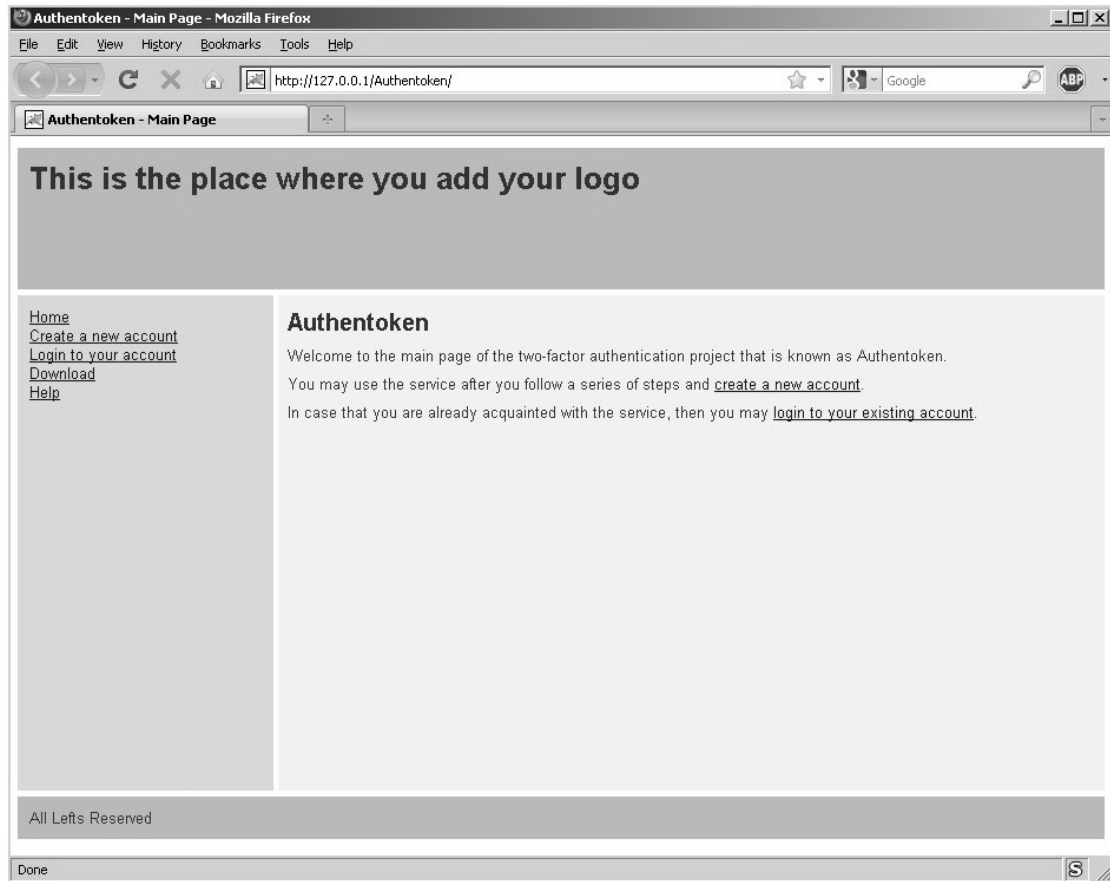 Authentoken - Main Page - Mozilla Firefox
File Edit View History Bookmarks Tools Help
http://127.0.0.1/Authentoken/ Google ABP
Authentoken - Main Page
This is the place where you add your logo
Home
Create a new account
Login to your account
Download
Help
Authentoken
Welcome to the main page of the two-factor authentication project that is known as Authentoken.
You may use the service after you follow a series of steps and create a new account.
In case that you are already acquainted with the service, then you may login to your existing account.
All Lefts Reserved
Done S